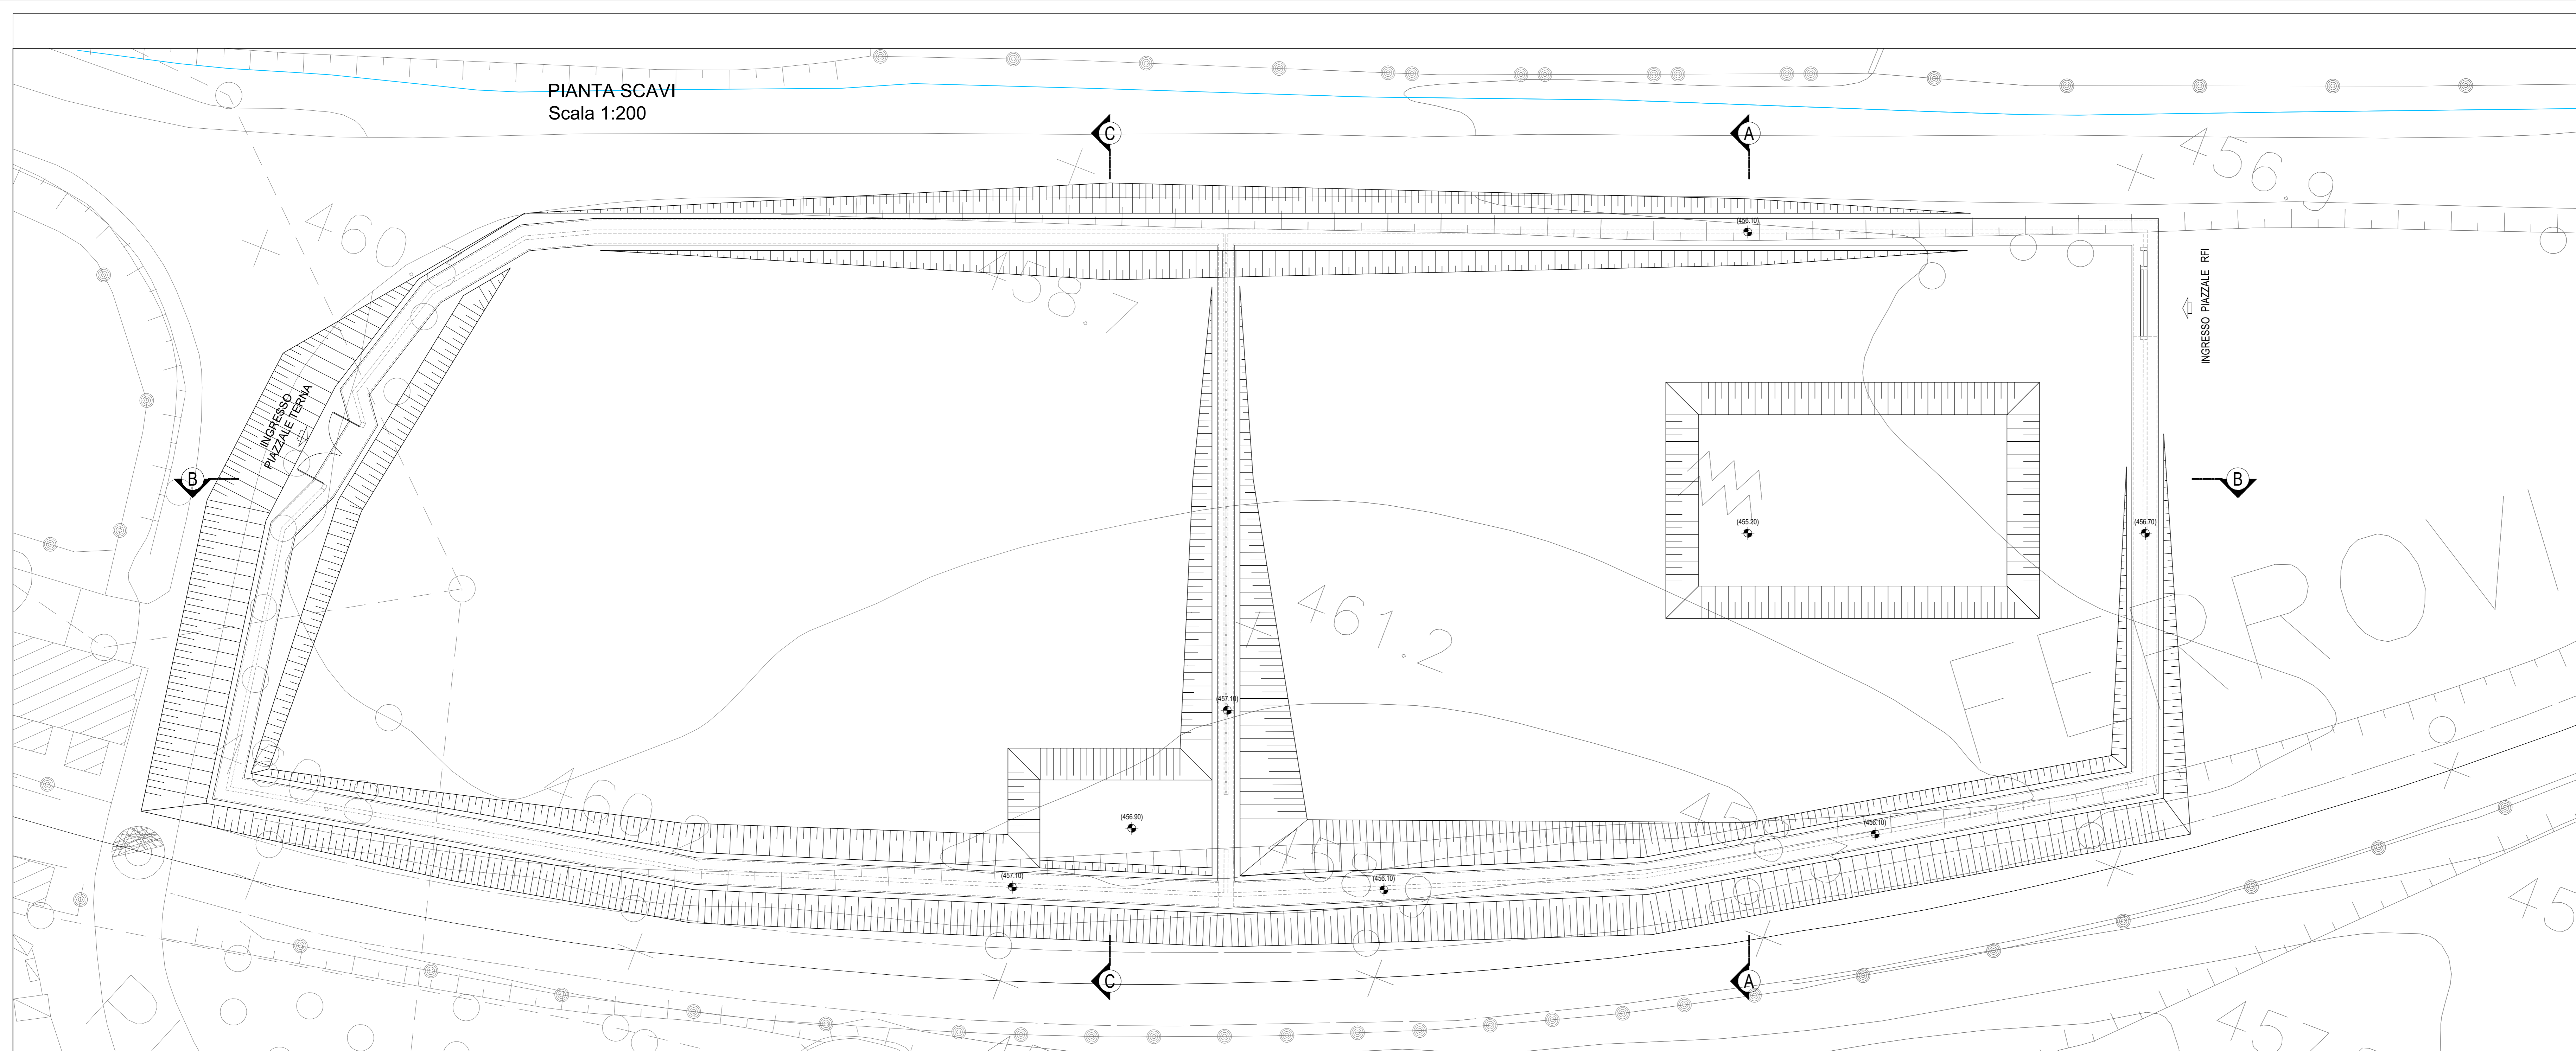 PIANTA SCAVI
Scala 1:200
C
A
456.9
460
(456.10)
458.7
INGRESSO PIAZZALE RFI
INGRESSO
PIAZZALE TERNA
B
B
(455.20)
(456.70)
461.2
FERROVI
(457.10)
(456.90)
(456.10)
(457.10)
(456.10)
C
A